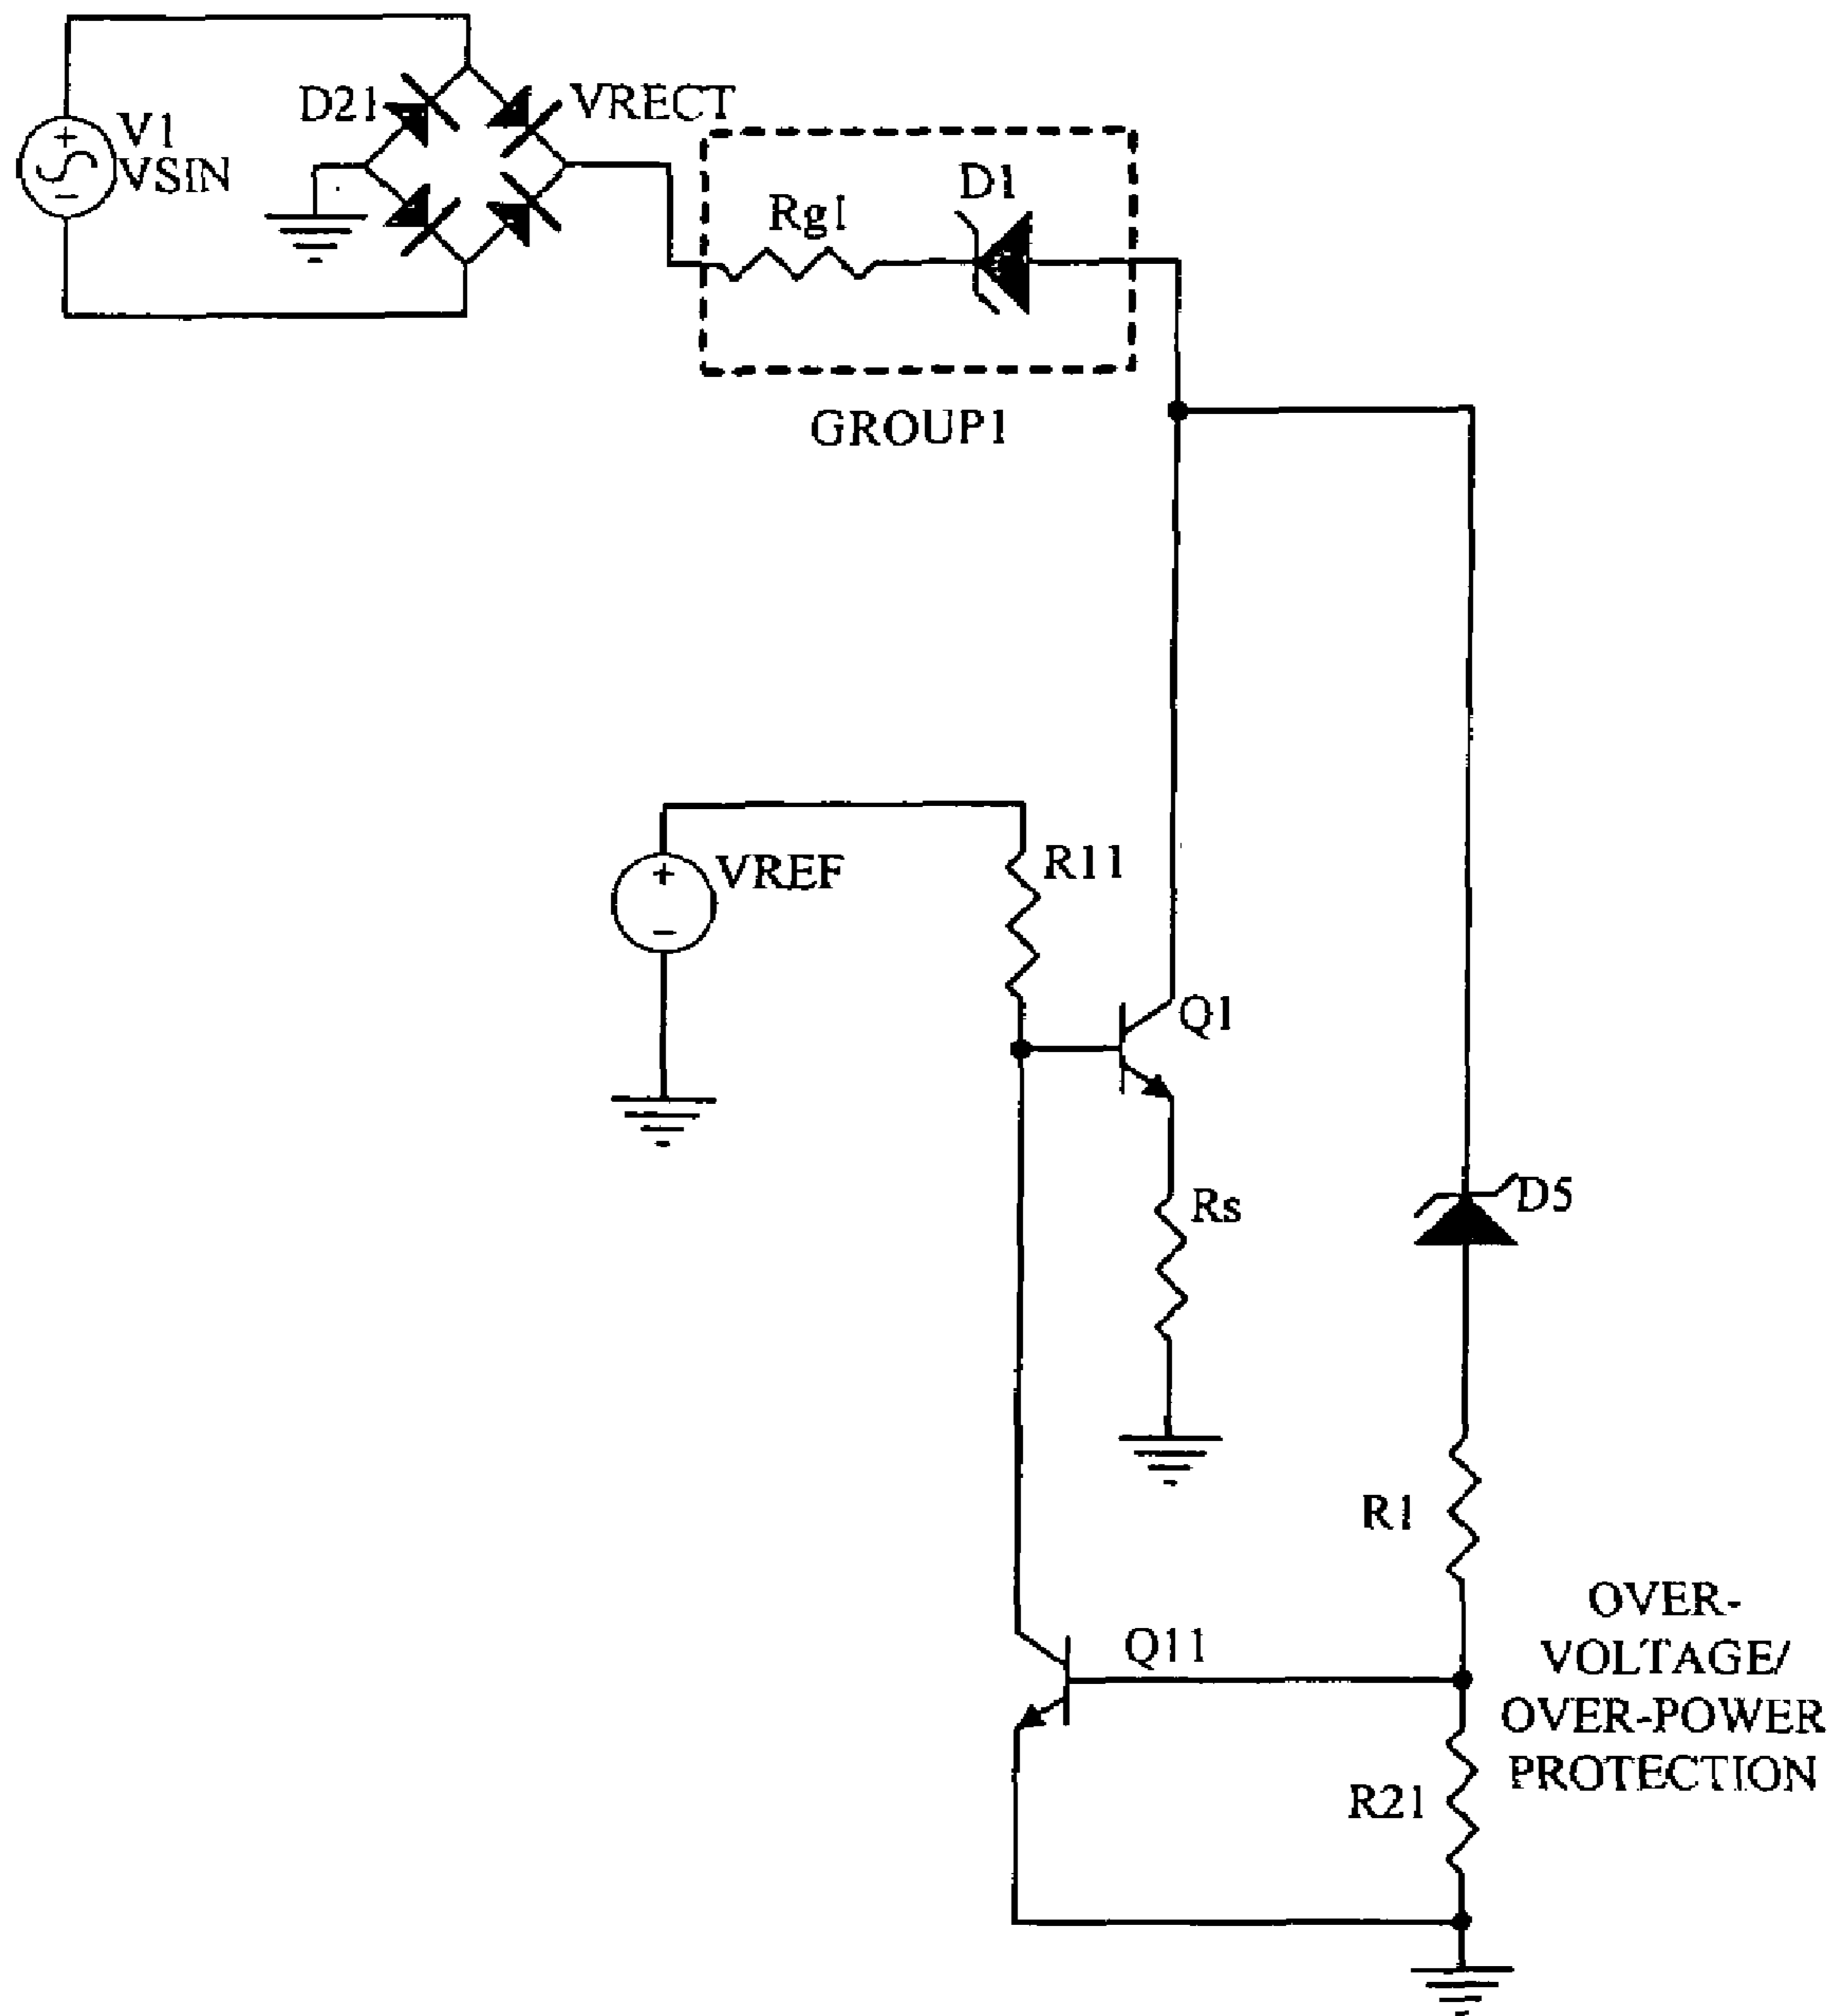 D21
VRECT
V1
VSIN
D1
Rg1
GROUP1
VREF
R11
Q1
Rs
D5
R1
Q11
OVER-
VOLTAGE/
OVER-POWER
PROTECTION
R21